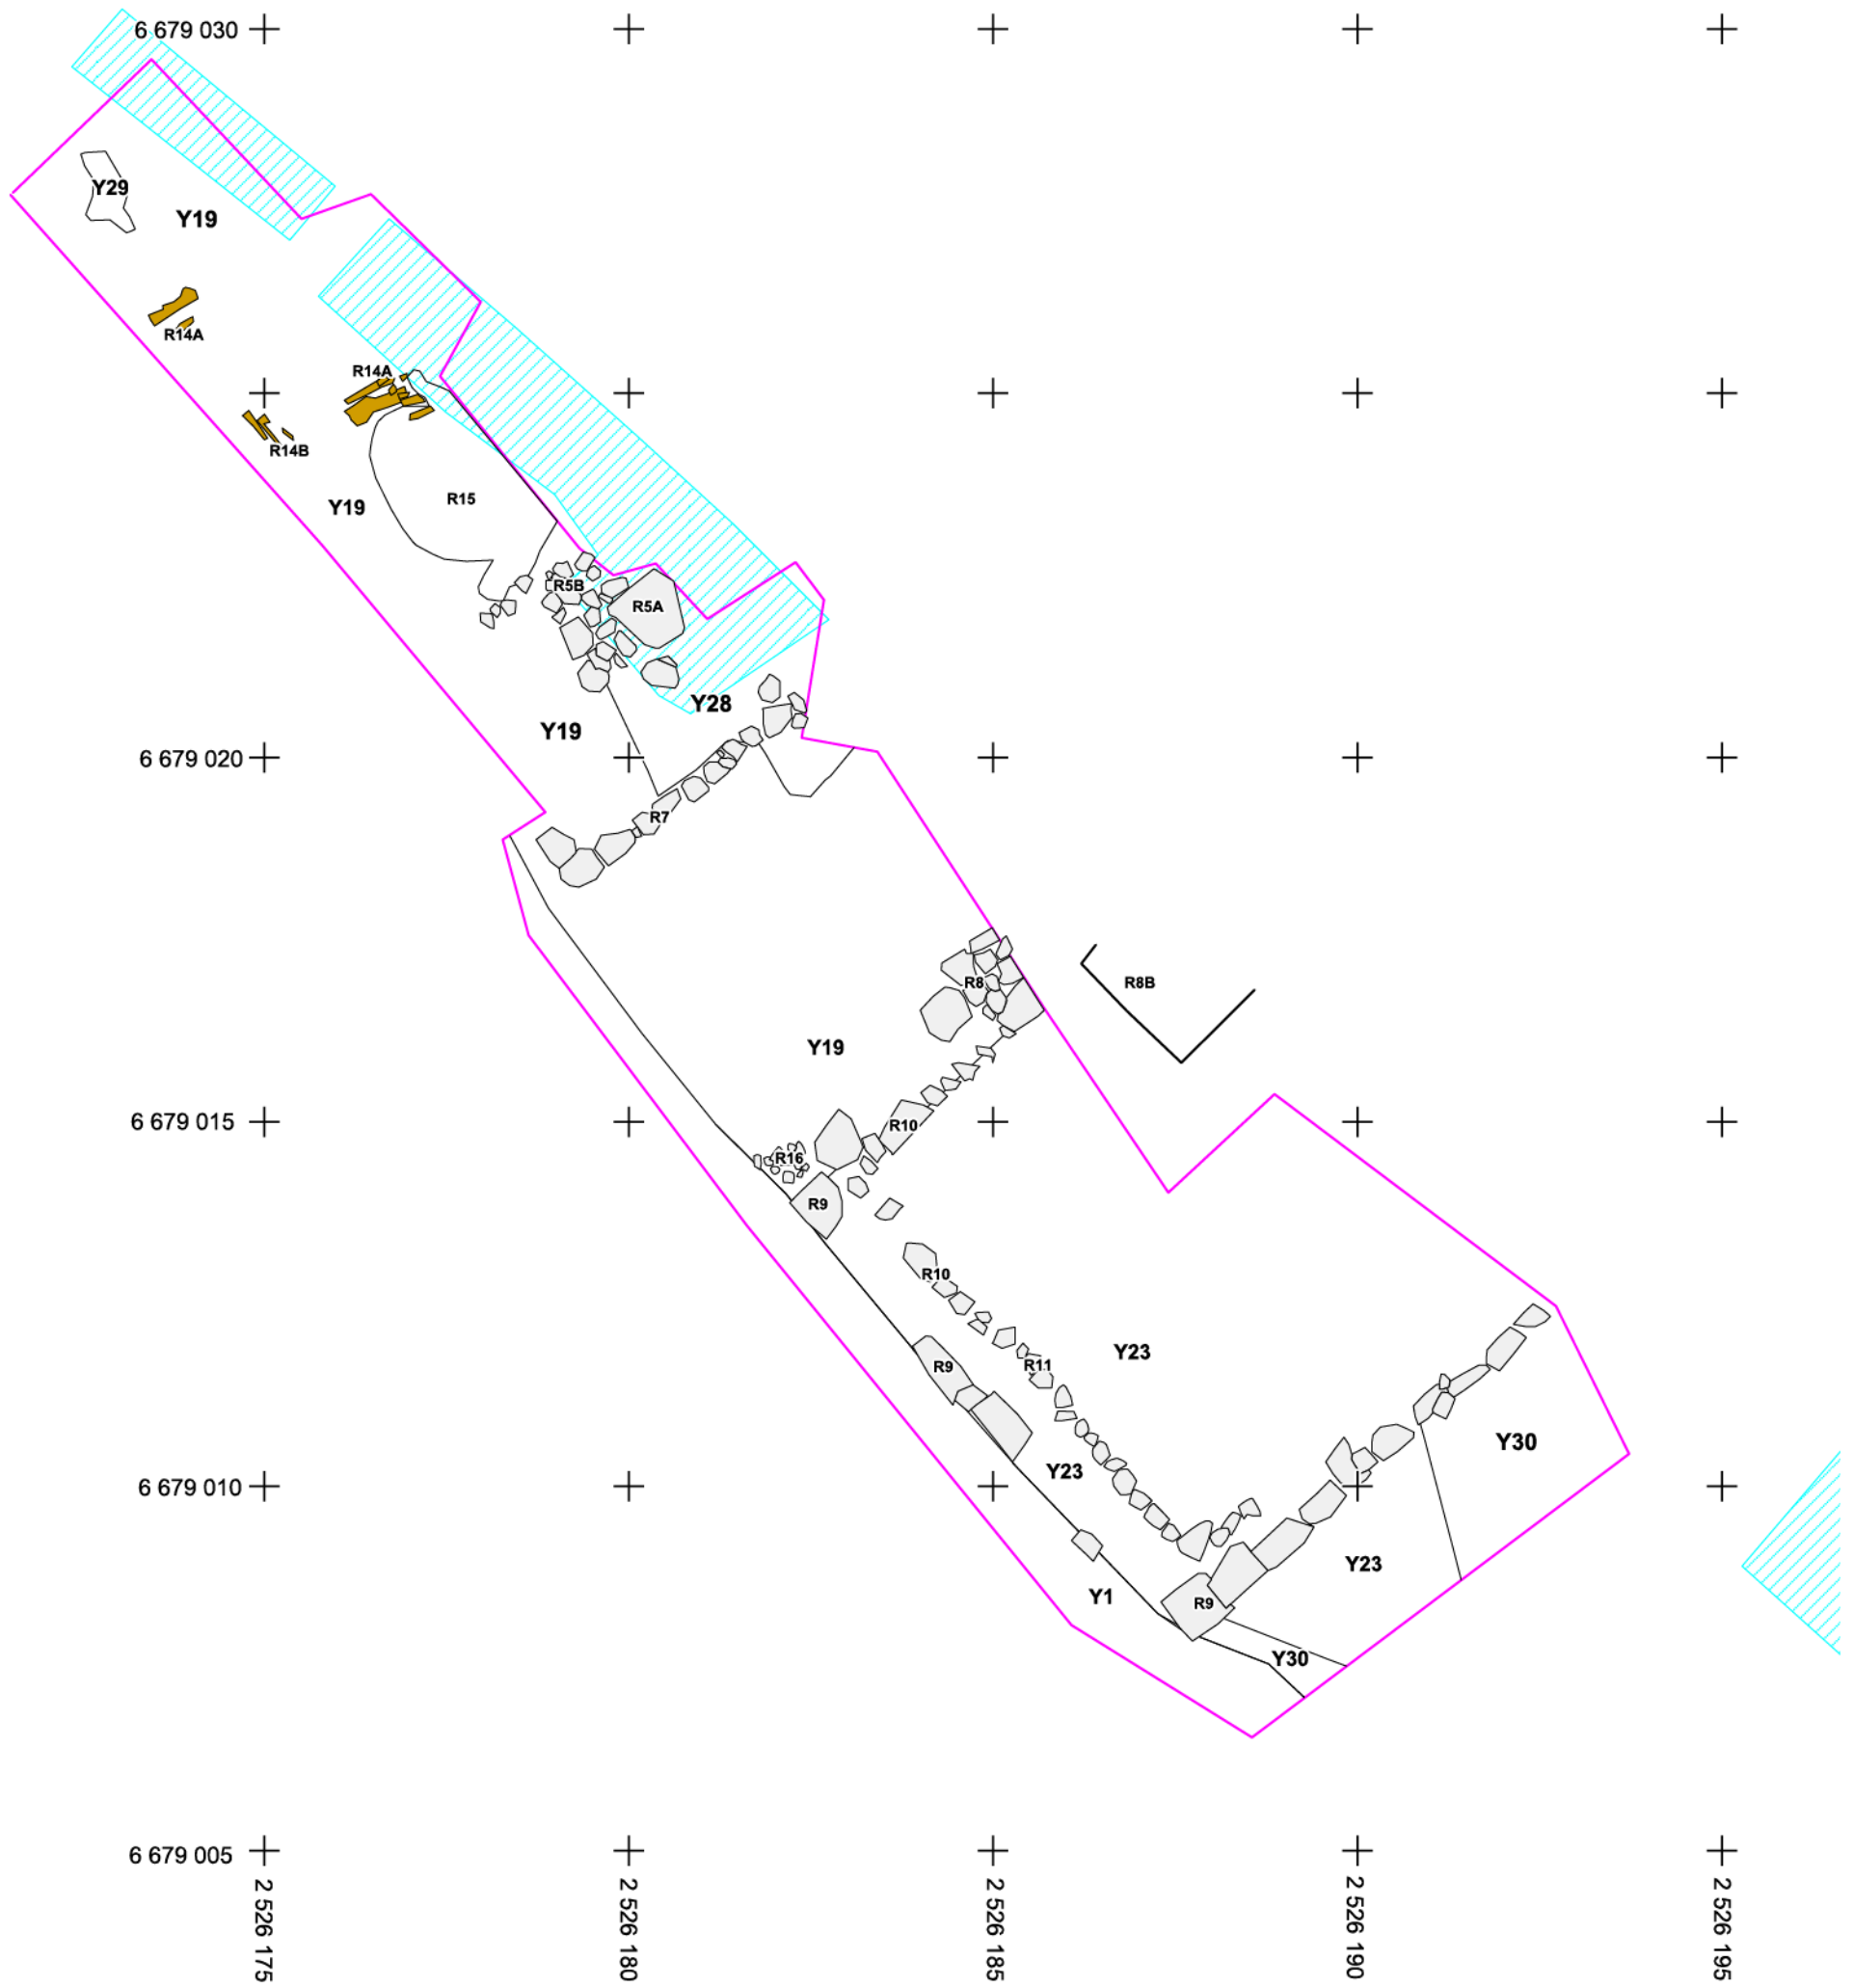 6 679 030
Y29
Y19
R14A
R14A
R14B
R15
Y19
R5B
R5A
Y28
Y19
6 679 020
R7
R8
R8B
Y19
6 679 015
R10
R16
R9
R10
Y23
R11
R9
Y30
Y23
6 679 010
Y23
Y1
R9
Y30
6 679 005
2 526 175
2 526 180
2 526 185
2 526 190
2 526 195